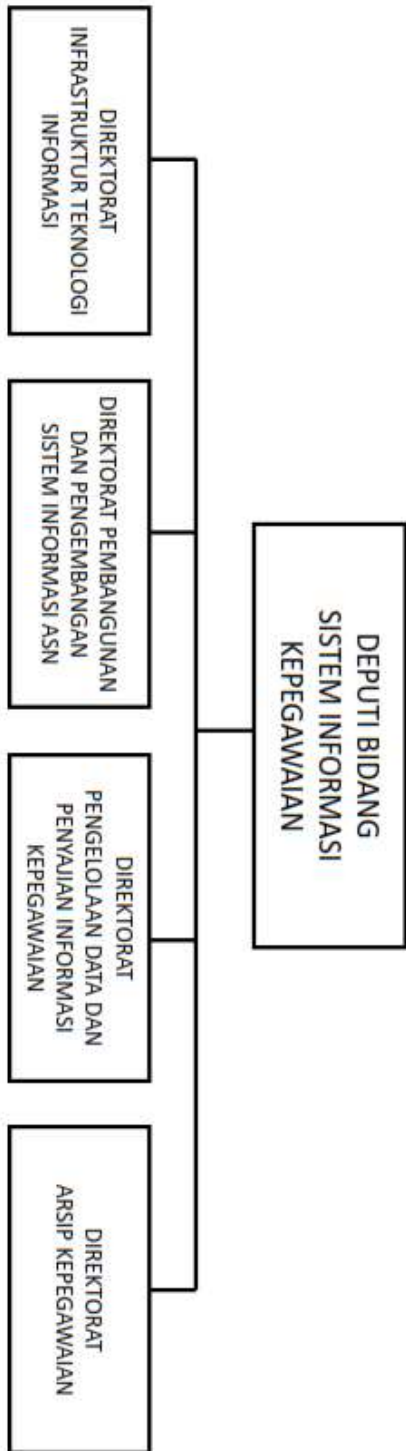 DEPUTI BIDANG
SISTEM INFORMASI
KEPEGAWAIAN
DIREKTORAT
INFRASTRUKTUR TEKNOLOGI
INFORMASI
DIREKTORAT PEMBANGUNAN
DAN PENGEMBANGAN
SISTEM INFORMASI ASN
DIREKTORAT
PENGELOLAAN DATA DAN
PENYAJIAN INFORMASI
KEPEGAWAIAN
DIREKTORAT
ARSIP KEPEGAWAIAN